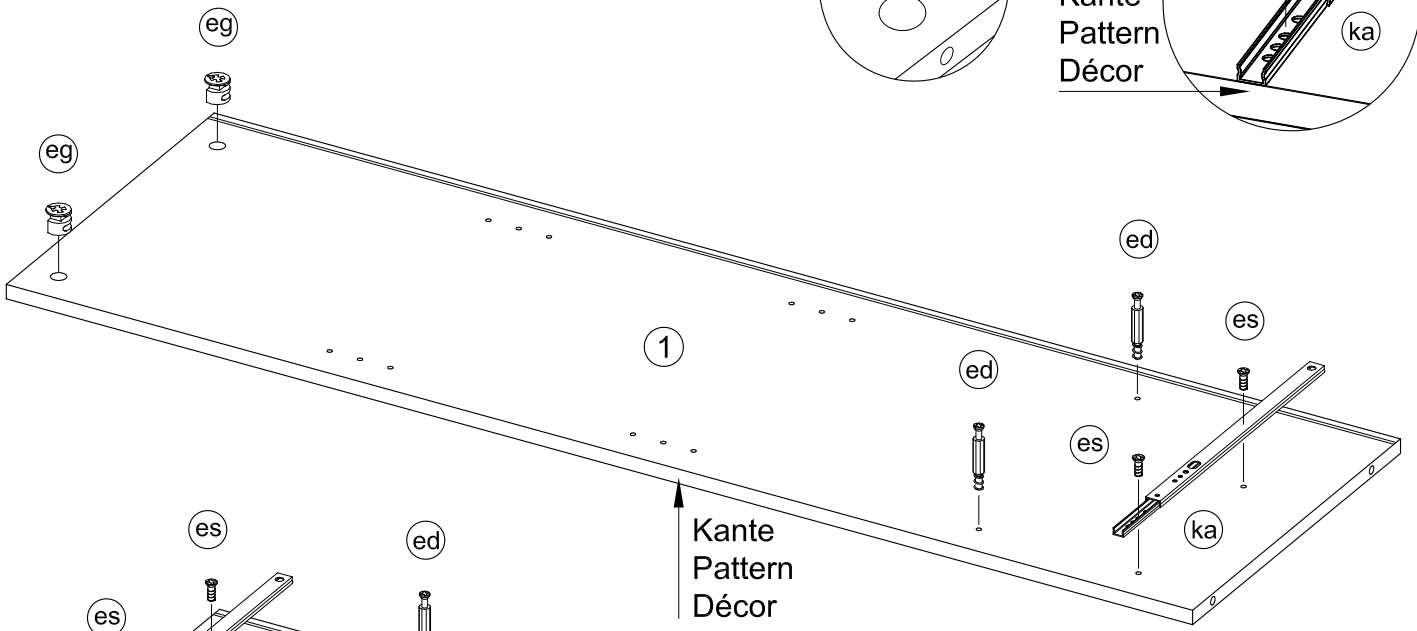 eg
Kante
Pattern
Décor
ka
eg
ed
es
1
ed
es
ka
Kante
Pattern
Décor
es
ed
es